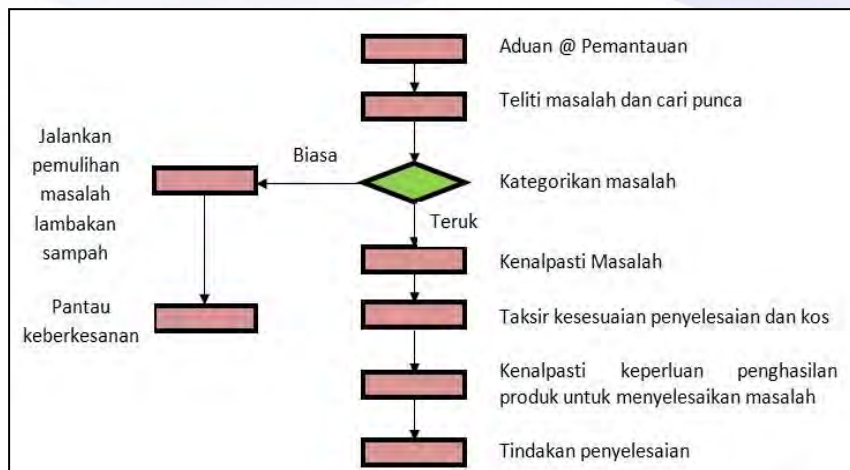 Aduan @ Pemantauan
Teliti masalah dan cari punca
Jalankan
pemulihan
masalah
lambakan
sampah
Biasa
Kategorikan masalah
Teruk
Kenalpasti Masalah
Pantau
keberkesanan
Taksir kesesuaian penyelesaian dan kos
Kenalpasti keperluan penghasilan
produk untuk menyelesaikan masalah
Tindakan penyelesaian